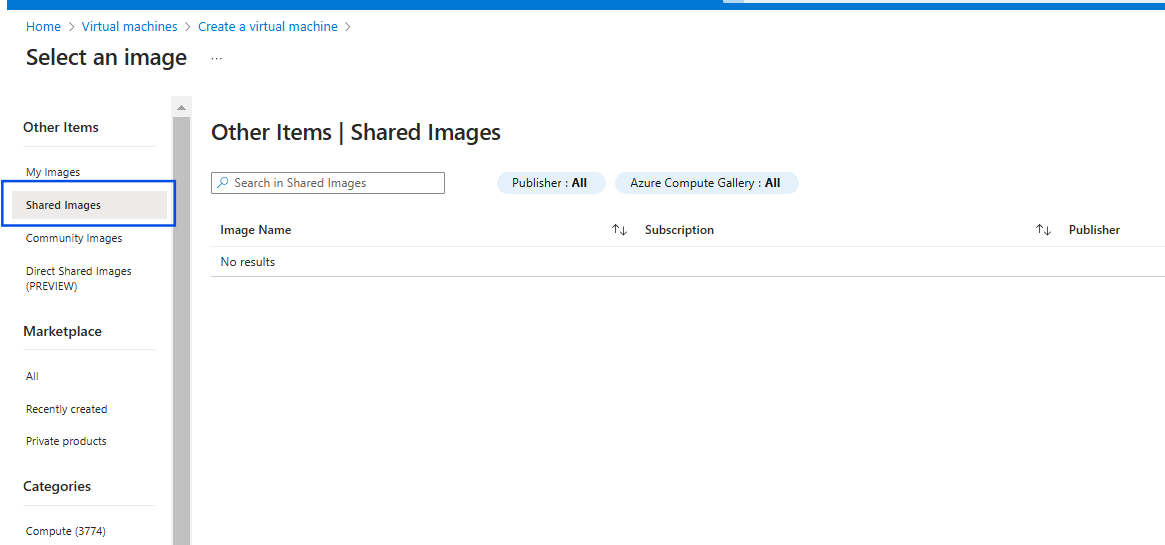 Home > Virtual machines > Create a virtual machine >
Select an image ...
Other Items
My Images
Shared Images
Community Images
Direct Shared Images
(PREVIEW)
Marketplace
All
Recently created
Private products
Categories
Compute (3774)
Other Items | Shared Images
Search in Shared Images
Publisher : All
Azure Compute Gallery : All
Image Name ↑↓ Subscription ↑↓ Publisher
No results